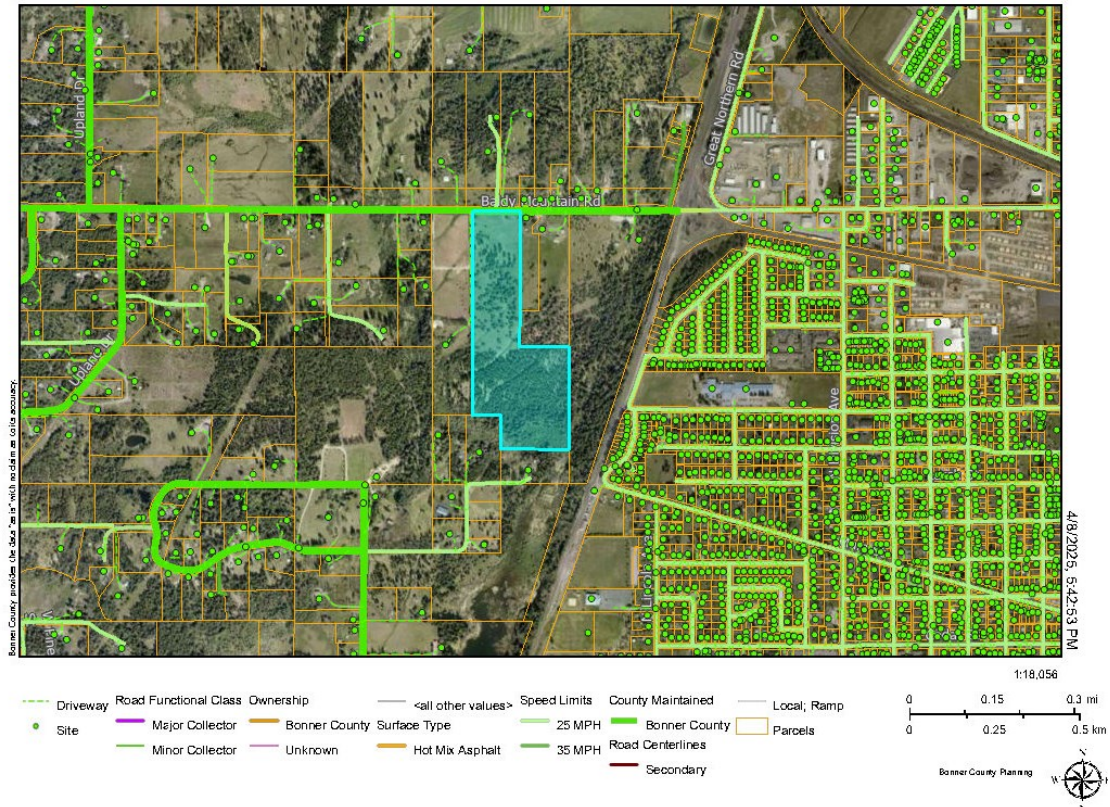 Upland Dr
Great Northern Rd
Baldy Mountain Rd
Upland Dr
Bonner County provides this data "as is" with no claim as to its accuracy.
4/8/2025, 5:42:53 PM
1:18,056
Driveway
Site
Road Functional Class
Major Collector
Minor Collector
Ownership
Bonner County
Unknown
<all other values>
Surface Type
Hot Mix Asphalt
Speed Limits
25 MPH
35 MPH
County Maintained
Bonner County
Road Centerlines
Secondary
Local; Ramp
Parcels
0 0.15 0.3 mi
0 0.25 0.5 km
Bonner County Planning
N
W